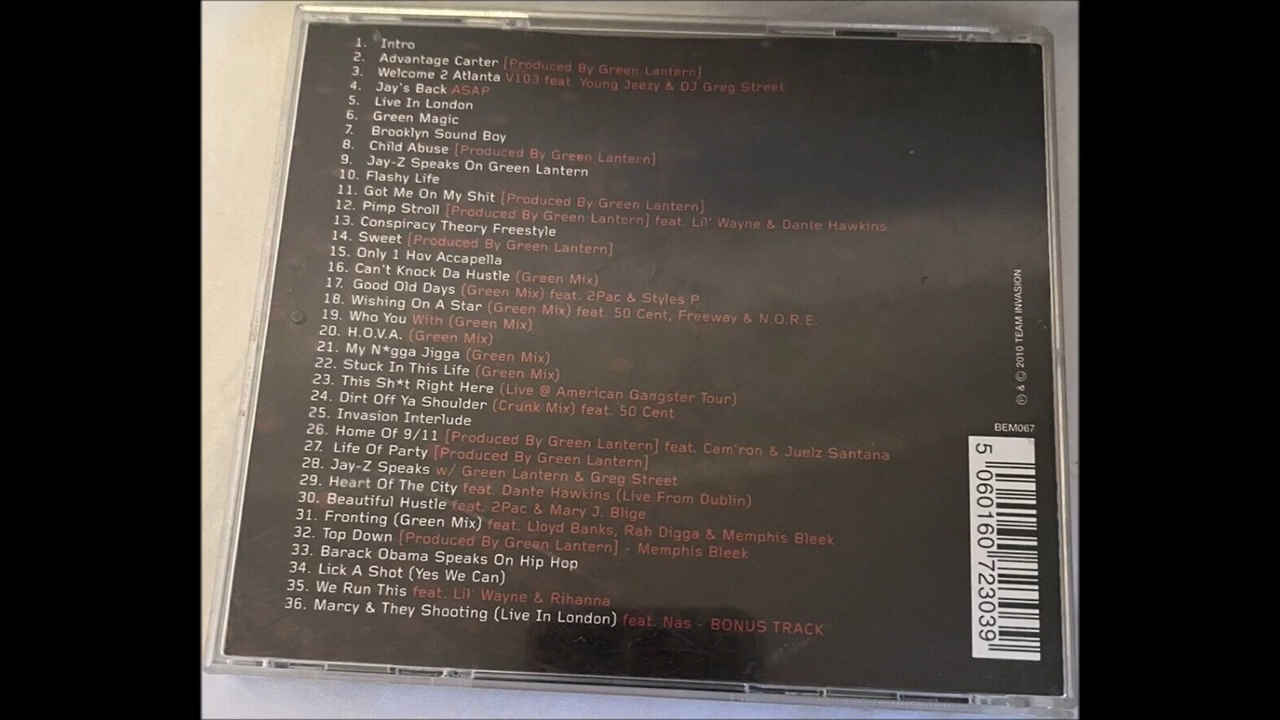 1. Intro
2. Advantage Carter [Produced By Green Lantern]
3. Welcome 2 Atlanta V103 feat. Young Jeezy & DJ Greg Street
4. Jay's Back ASAP
5. Live In London
6. Green Magic
7. Brooklyn Sound Boy
8. Child Abuse [Produced By Green Lantern]
9. Jay-Z Speaks On Green Lantern
10. Flashy Life
11. Got Me On My Shit [Produced By Green Lantern]
12. Pimp Stroll [Produced By Green Lantern] feat. Lil' Wayne & Dante Hawkins
13. Conspiracy Theory Freestyle
14. Sweet [Produced By Green Lantern]
15. Only 1 Hov Accapella
16. Can't Knock Da Hustle (Green Mix)
17. Good Old Days (Green Mix) feat. 2Pac & Styles P
18. Wishing On A Star (Green Mix) feat. 50 Cent, Freeway & N.O.R.E.
19. Who You With (Green Mix)
20. H.O.V.A. (Green Mix)
21. My N*gga Jigga (Green Mix)
22. Stuck In This Life (Green Mix)
23. This Sh*t Right Here (Live @ American Gangster Tour)
24. Dirt Off Ya Shoulder (Crunk Mix) feat. 50 Cent
25. Invasion Interlude
26. Home Of 9/11 [Produced By Green Lantern] feat. Cam'ron & Juelz Santana
27. Life Of Party [Produced By Green Lantern]
28. Jay-Z Speaks w/ Green Lantern & Greg Street
29. Heart Of The City feat. Dante Hawkins (Live From Dublin)
30. Beautiful Hustle feat. 2Pac & Mary J. Blige
31. Fronting (Green Mix) feat. Lloyd Banks, Rah Digga & Memphis Bleek
32. Top Down [Produced By Green Lantern] - Memphis Bleek
33. Barack Obama Speaks On Hip Hop
34. Lick A Shot (Yes We Can)
35. We Run This feat. Lil' Wayne & Rihanna
36. Marcy & They Shooting (Live In London) feat. Nas - BONUS TRACK
℗ & © 2010 TEAM INVASION
BEM067
5 060160 723039